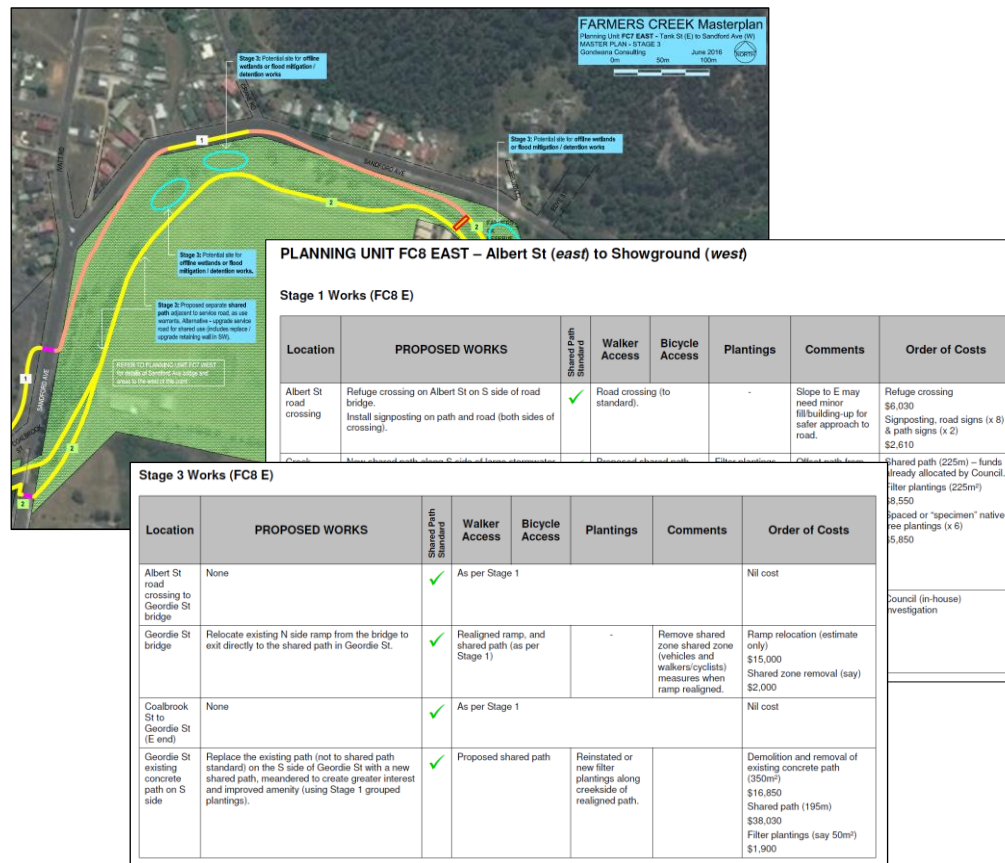 FARMERS CREEK Masterplan
Planning Unit FC7 EAST - Tank St (E) to Sandford Ave (W)
MASTER PLAN - STAGE 3
Gondwana Consulting June 2016
0m 50m 100m
NORTH
Stage 3: Potential site for offline
wetlands or flood mitigation /
detention works
1
SANDFORD AVE
Stage 3: Potential site for offline wetlands
or flood mitigation / detention works
2
2
Stage 3: Potential site for
offline wetlands or flood
mitigation / detention works.
Stage 3: Proposed separate shared
path adjacent to service road, as use
warrants. Alternative - upgrade service
road for shared use (includes replace /
upgrade retaining wall in SW).
REFER TO PLANNING UNIT FC7 WEST
for details of Sandford Ave bridge and
areas to the west of this point
1
SANDFORD AVE
COALBROOK
ST
2
2
PLANNING UNIT FC8 EAST – Albert St (east) to Showground (west)
Stage 1 Works (FC8 E)
Location
PROPOSED WORKS
Shared Path
Standard
Walker
Access
Bicycle
Access
Plantings
Comments
Order of Costs
Albert St
road
crossing
Refuge crossing on Albert St on S side of road
bridge.
Install signposting on path and road (both sides of
crossing).
✓
Road crossing (to
standard).
-
Slope to E may
need minor
fill/building-up for
safer approach to
road.
Refuge crossing
$6,030
Signposting, road signs (x 8)
& path signs (x 2)
$2,610
Shared path (225m) – funds
already allocated by Council.
Filter plantings (225m²)
$8,550
Spaced or “specimen” native
tree plantings (x 6)
$5,850
Council (in-house)
investigation
Stage 3 Works (FC8 E)
Location
PROPOSED WORKS
Shared Path
Standard
Walker
Access
Bicycle
Access
Plantings
Comments
Order of Costs
Albert St
road
crossing to
Geordie St
bridge
None
✓
As per Stage 1
Nil cost
Geordie St
bridge
Relocate existing N side ramp from the bridge to
exit directly to the shared path in Geordie St.
✓
Realigned ramp, and
shared path (as per
Stage 1)
-
Remove shared
zone shared zone
(vehicles and
walkers/cyclists)
measures when
ramp realigned.
Ramp relocation (estimate
only)
$15,000
Shared zone removal (say)
$2,000
Coalbrook
St to
Geordie St
(E end)
None
✓
As per Stage 1
Nil cost
Geordie St
existing
concrete
path on S
side
Replace the existing path (not to shared path
standard) on the S side of Geordie St with a new
shared path, meandered to create greater interest
and improved amenity (using Stage 1 grouped
plantings).
✓
Proposed shared path
Reinstated or
new filter
plantings along
creekside of
realigned path.
Demolition and removal of
existing concrete path
(350m²)
$16,850
Shared path (195m)
$38,030
Filter plantings (say 50m²)
$1,900